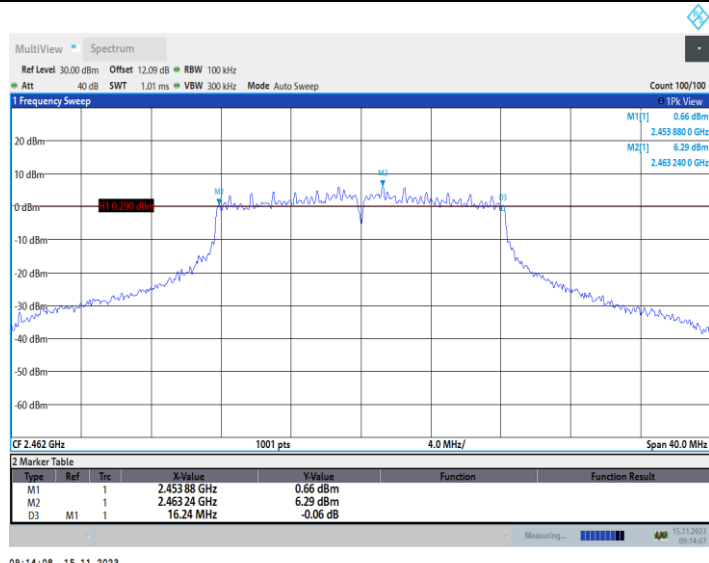 MultiView Spectrum
Ref Level 30.00 dBm Offset 12.09 dB RBW 100 kHz
Att 40 dB SWT 1.01 ms VBW 300 kHz Mode Auto Sweep Count 100/100
1 Frequency Sweep 1Pk View
M1[1] 0.66 dBm
2.453 880 0 GHz
M2[1] 6.29 dBm
2.463 240 0 GHz
20 dBm
10 dBm
M2
M1
D3
0 dBm
H1 0.290 dBm
-10 dBm
-20 dBm
-30 dBm
-40 dBm
-50 dBm
-60 dBm
CF 2.462 GHz 1001 pts 4.0 MHz/ Span 40.0 MHz
2 Marker Table
Type Ref Trc X-Value Y-Value Function Function Result
M1 1 2.453 88 GHz 0.66 dBm
M2 1 2.463 24 GHz 6.29 dBm
D3 M1 1 16.24 MHz -0.06 dB
Measuring... 15.11.2023
09:14:07
09:14:08 15.11.2023